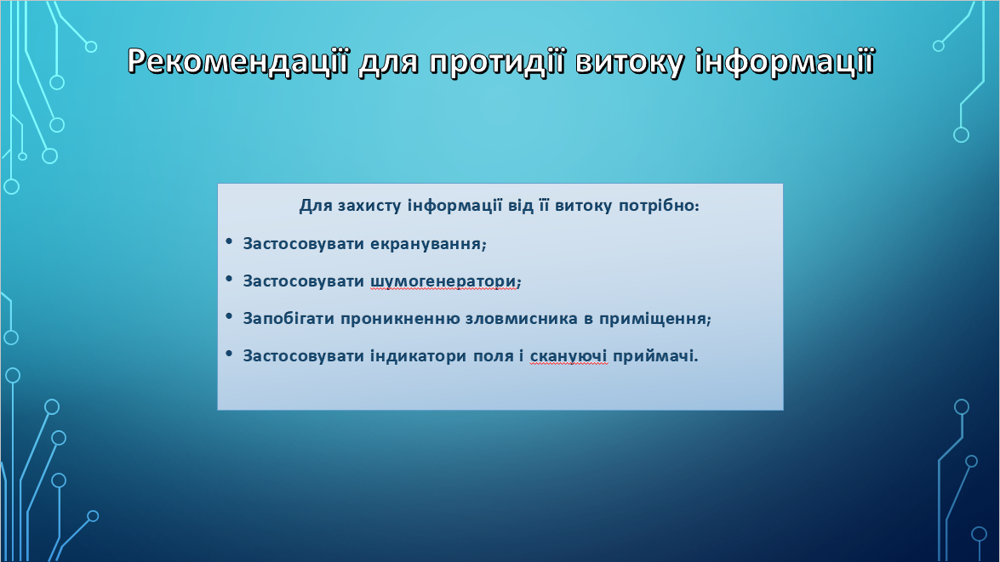 Рекомендації для протидії витоку інформації
Для захисту інформації від її витоку потрібно:
• Застосовувати екранування;
• Застосовувати шумогенератори;
• Запобігати проникненню зловмисника в приміщення;
• Застосовувати індикатори поля і скануючі приймачі.